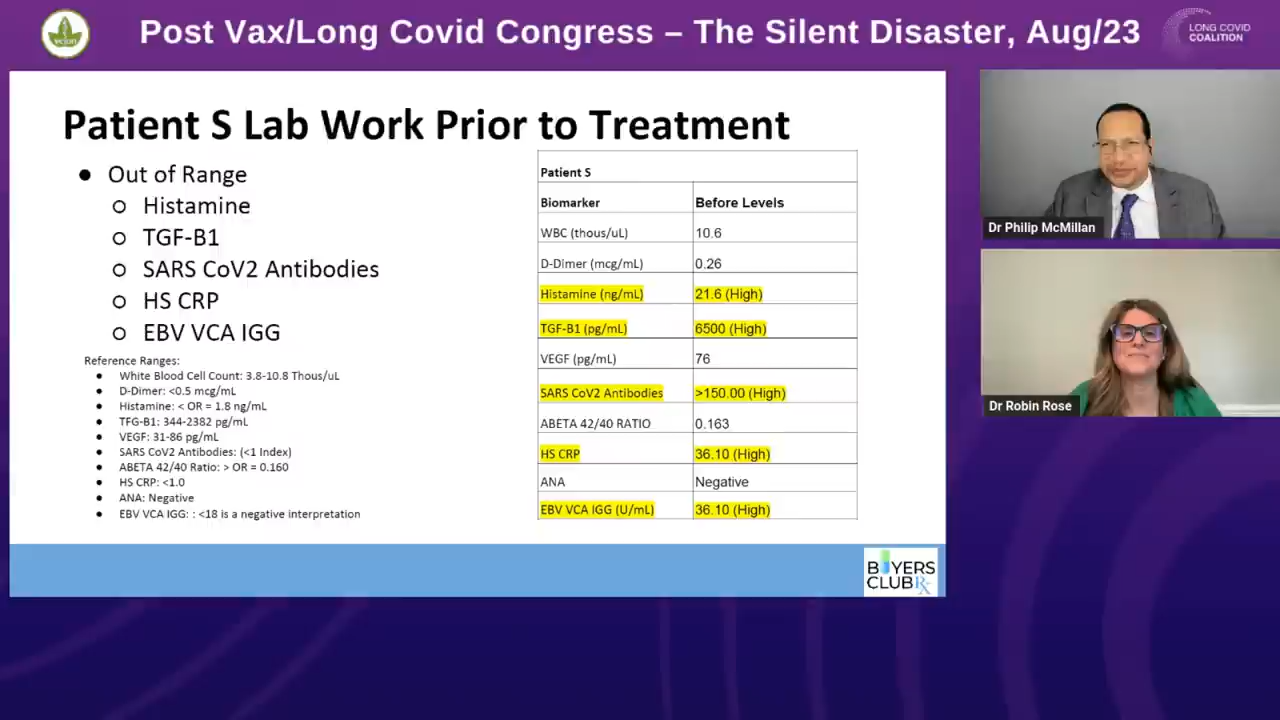 Post Vax/Long Covid Congress – The Silent Disaster, Aug/23
LONG COVID
COALITION
Patient S Lab Work Prior to Treatment
● Out of Range
○ Histamine
○ TGF-B1
○ SARS CoV2 Antibodies
○ HS CRP
○ EBV VCA IGG
Reference Ranges:
● White Blood Cell Count: 3.8-10.8 Thous/uL
● D-Dimer: <0.5 mcg/mL
● Histamine: < OR = 1.8 ng/mL
● TFG-B1: 344-2382 pg/mL
● VEGF: 31-86 pg/mL
● SARS CoV2 Antibodies: (<1 Index)
● ABETA 42/40 Ratio: > OR = 0.160
● HS CRP: <1.0
● ANA: Negative
● EBV VCA IGG: : <18 is a negative interpretation
Patient S
Biomarker Before Levels
WBC (thous/uL) 10.6
D-Dimer (mcg/mL) 0.26
Histamine (ng/mL) 21.6 (High)
TGF-B1 (pg/mL) 6500 (High)
VEGF (pg/mL) 76
SARS CoV2 Antibodies >150.00 (High)
ABETA 42/40 RATIO 0.163
HS CRP 36.10 (High)
ANA Negative
EBV VCA IGG (U/mL) 36.10 (High)
BUYERS
CLUB Rx
Dr Philip McMillan
Dr Robin Rose